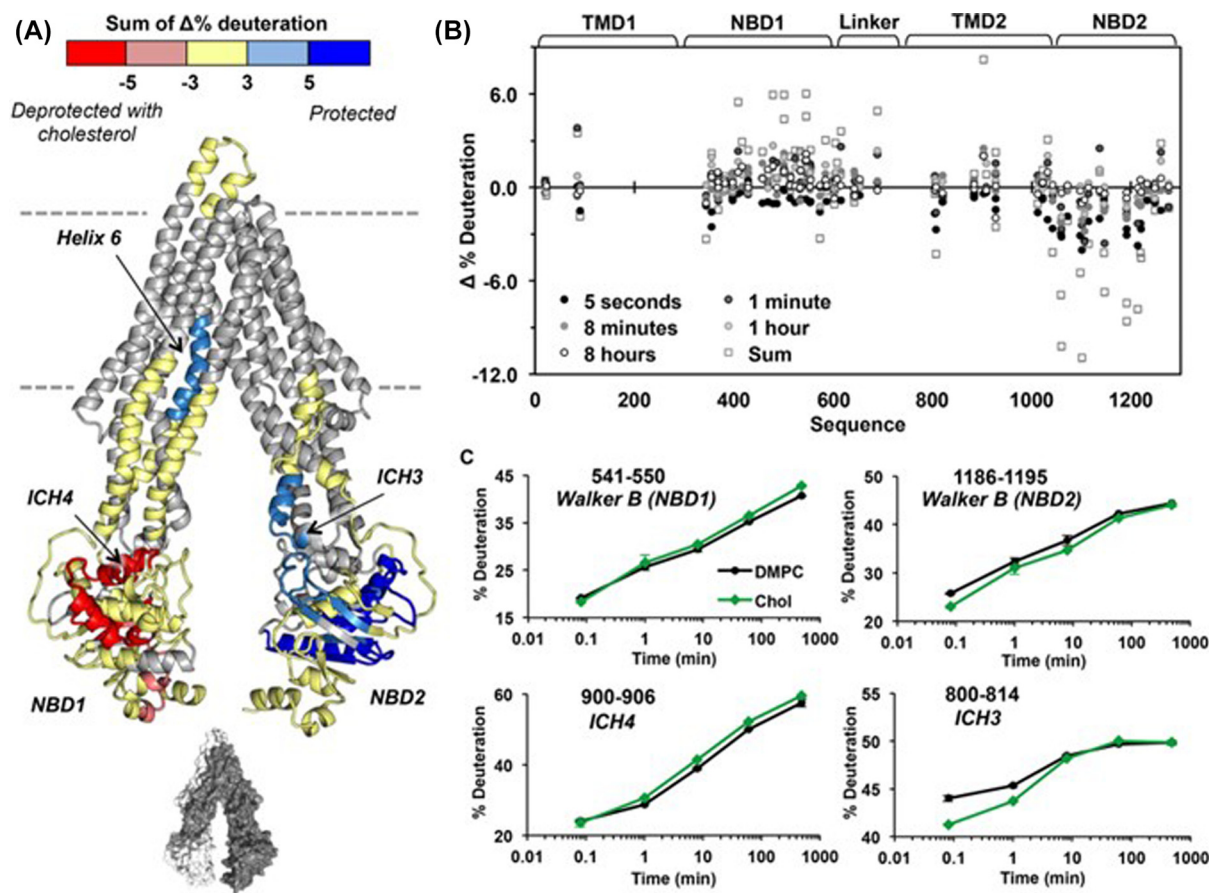 (A)
Sum of Δ% deuteration
-5 -3 3 5
Deprotected with
cholesterol
Protected
Helix 6
ICH4
ICH3
NBD1
NBD2
(B)
TMD1 NBD1 Linker TMD2 NBD2
Δ % Deuteration
6.0
0.0
-6.0
-12.0
5 seconds 1 minute
8 minutes 1 hour
8 hours Sum
0 200 400 600 800 1000 1200
Sequence
C
541-550
Walker B (NBD1)
% Deuteration
45
35
25
15
DMPC
Chol
0.01 0.1 1 10 100 1000
Time (min)
1186-1195
Walker B (NBD2)
% Deuteration
50
40
30
20
0.01 0.1 1 10 100 1000
Time (min)
900-906
ICH4
% Deuteration
60
40
20
0.01 0.1 1 10 100 1000
Time (min)
800-814
ICH3
% Deuteration
55
50
45
40
0.01 0.1 1 10 100 1000
Time (min)